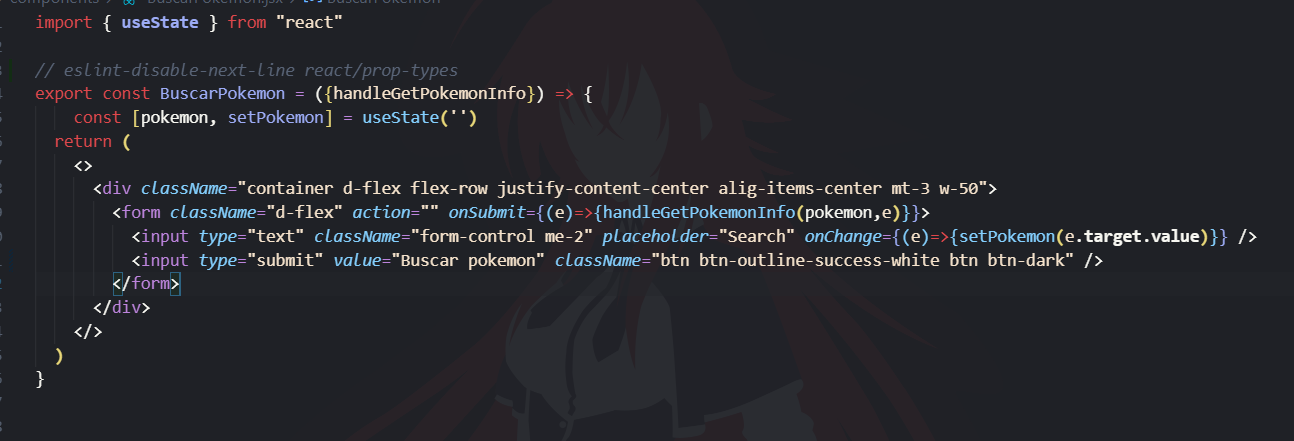 components > BuscarPokemon.jsx > BuscarPokemon
import { useState } from "react"
// eslint-disable-next-line react/prop-types
export const BuscarPokemon = ({handleGetPokemonInfo}) => {
    const [pokemon, setPokemon] = useState('')
  return (
    <>
      <div className="container d-flex flex-row justify-content-center alig-items-center mt-3 w-50">
        <form className="d-flex" action="" onSubmit={(e)=>{handleGetPokemonInfo(pokemon,e)}}>
          <input type="text" className="form-control me-2" placeholder="Search" onChange={(e)=>{setPokemon(e.target.value)}} />
          <input type="submit" value="Buscar pokemon" className="btn btn-outline-success-white btn btn-dark" />
        </form>
      </div>
    </>
  )
}